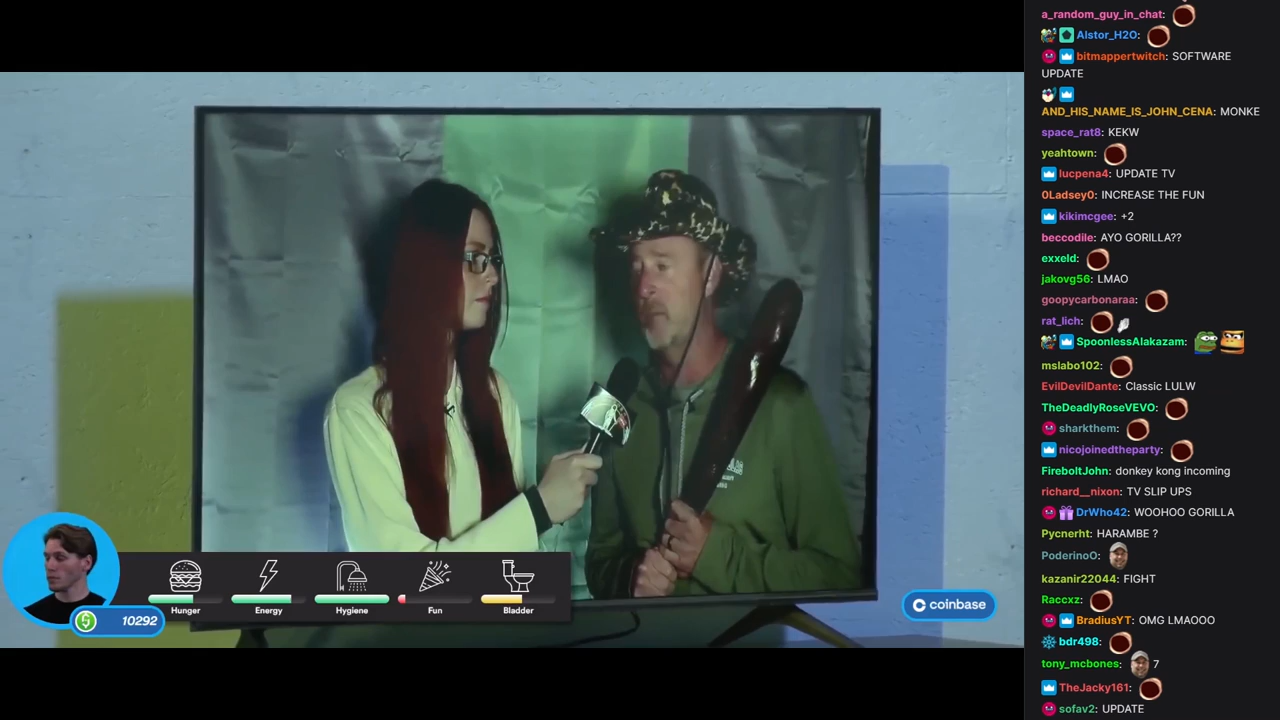 Hunger
Energy
Hygiene
Fun
Bladder
10292
coinbase
a_random_guy_in_chat:
Alstor_H2O:
bitmappertwitch: SOFTWARE
UPDATE
AND_HIS_NAME_IS_JOHN_CENA: MONKE
space_rat8: KEKW
yeahtown:
lucpena4: UPDATE TV
0Ladsey0: INCREASE THE FUN
kikimcgee: +2
beccodile: AYO GORILLA??
exxeld:
jakovg56: LMAO
goopycarbonaraa:
rat_lich:
SpoonlessAlakazam:
mslabo102:
EvilDevilDante: Classic LULW
TheDeadlyRoseVEVO:
sharkthem:
nicojoinedtheparty:
FireboltJohn: donkey kong incoming
richard__nixon: TV SLIP UPS
DrWho42: WOOHOO GORILLA
Pycnerht: HARAMBE ?
PoderinoO:
kazanir22044: FIGHT
Raccxz:
BradiusYT: OMG LMAOOO
bdr498:
tony_mcbones: 7
TheJacky161:
sofav2: UPDATE